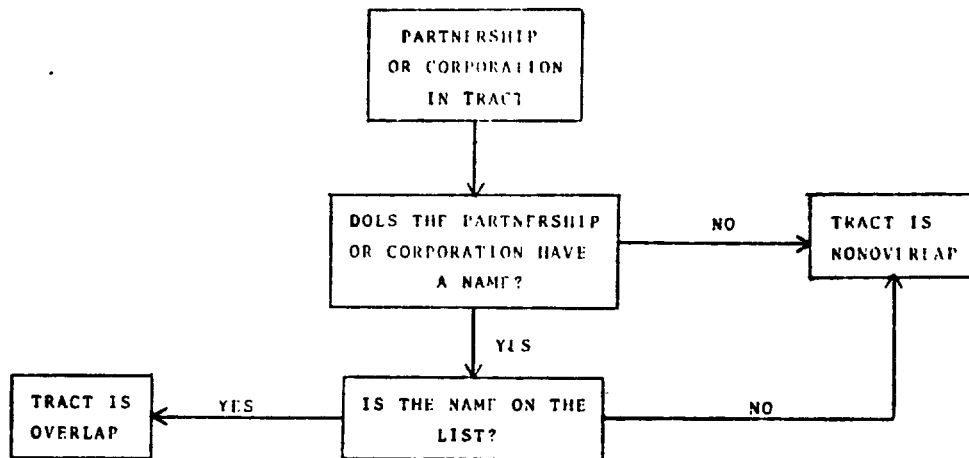 PARTNERSHIP
OR CORPORATION
IN TRACT
DOES THE PARTNERSHIP
OR CORPORATION HAVE
A NAME?
NO
TRACT IS
NONOVERLAP
YES
TRACT IS
OVERLAP
YES
IS THE NAME ON THE
LIST?
NO